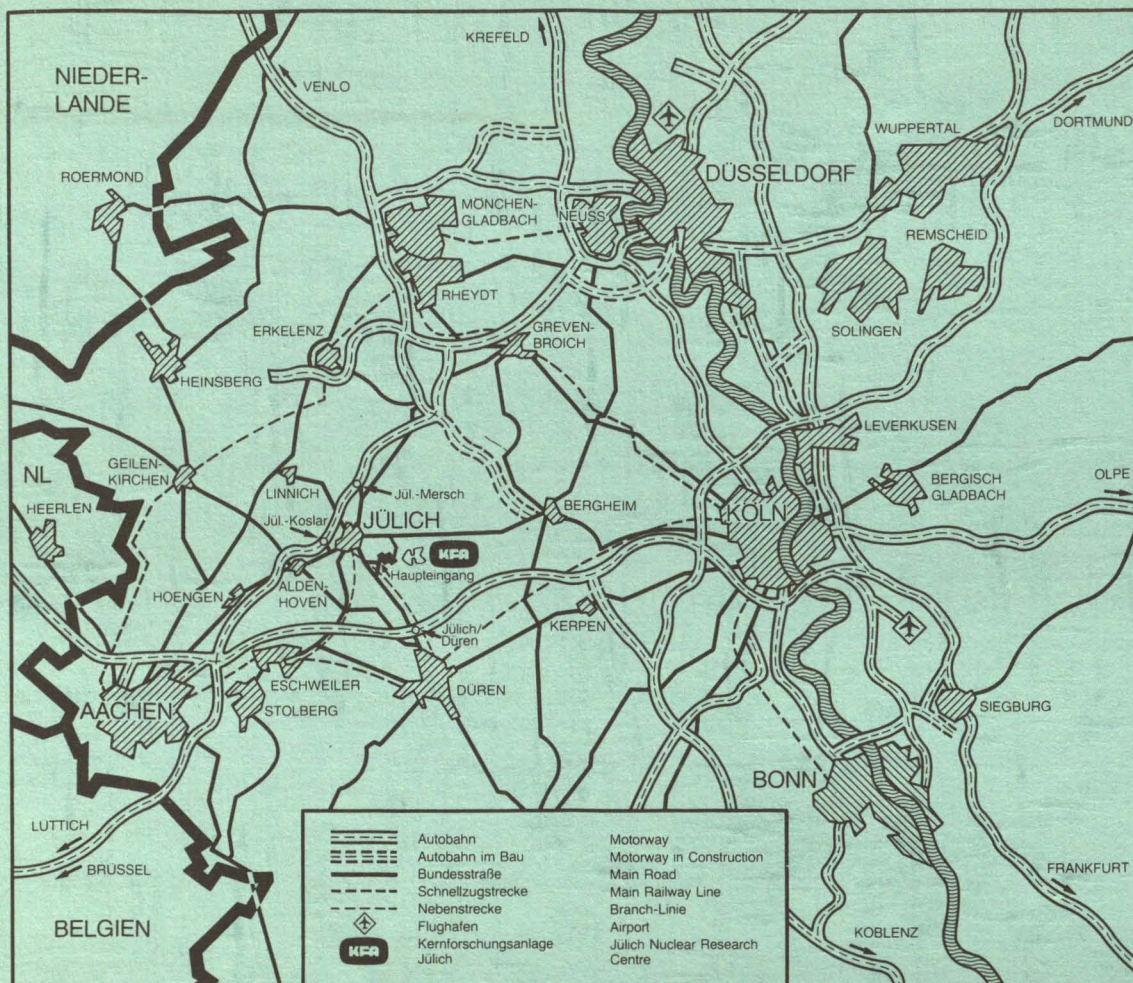 KREFELD
NIEDER-
LANDE
VENLO
WUPPERTAL
DORTMUND
ROERMOND
DÜSSELDORF
MÖNCHEN-
GLADBACH
NEUSS
REMSCHEID
RHEYDT
SOLINGEN
ERKELENZ
GREVEN-
BROICH
HEINSBERG
LEVERKUSEN
GEILEN-
KIRCHEN
NL
LINNICH
Jül.-Mersch
BERGISCH
GLADBACH
OLPE
HEERLEN
Jül.-Koslar
JÜLICH
BERGHEIM
KÖLN
KFA
Haupteingang
HOENGEN
ALDEN-
HOVEN
KERPEN
Jülich/
Düren
ESCHWEILER
DÜREN
STOLBERG
AACHEN
SIEGBURG
BONN
LÜTTICH
BRÜSSEL
FRANKFURT
BELGIEN
KOBLENZ
Autobahn Motorway
Autobahn im Bau Motorway in Construction
Bundesstraße Main Road
Schnellzugstrecke Main Railway Line
Nebenstrecke Branch-Linie
Flughafen Airport
KFA Kernforschungsanlage Jülich Nuclear Research
Jülich Centre